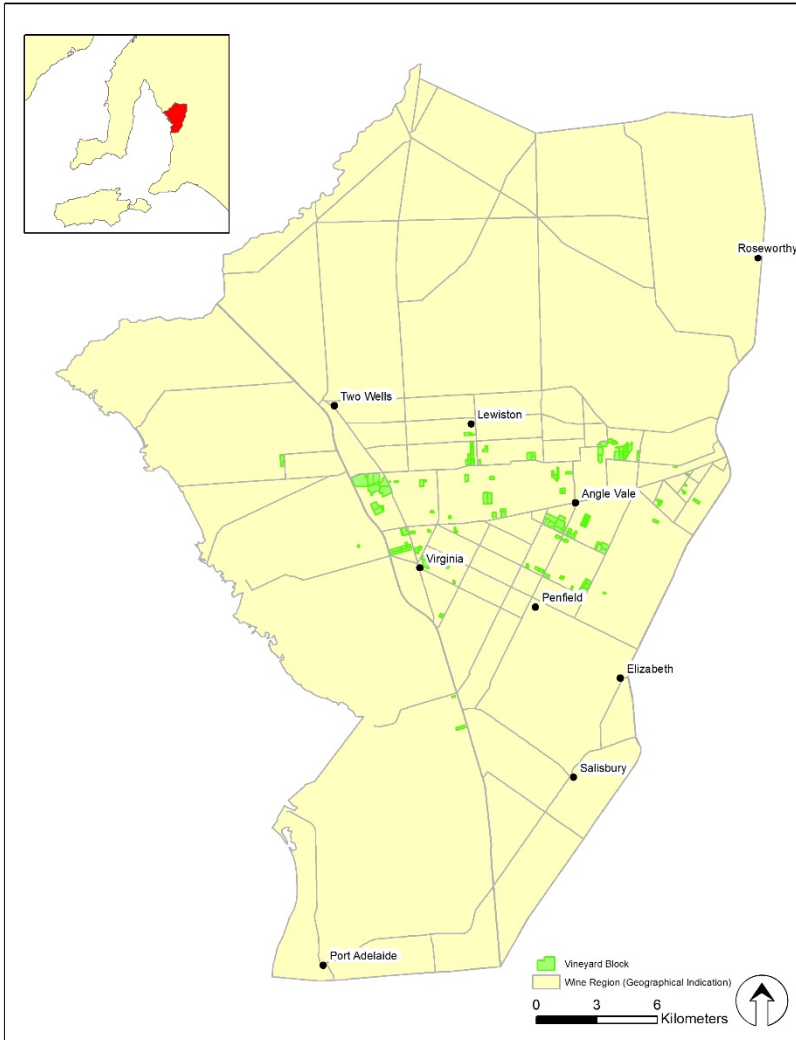 Roseworthy
Two Wells
Lewiston
Angle Vale
Virginia
Penfield
Elizabeth
Salisbury
Port Adelaide
Vineyard Block
Wine Region (Geographical Indication)
0 3 6
Kilometers